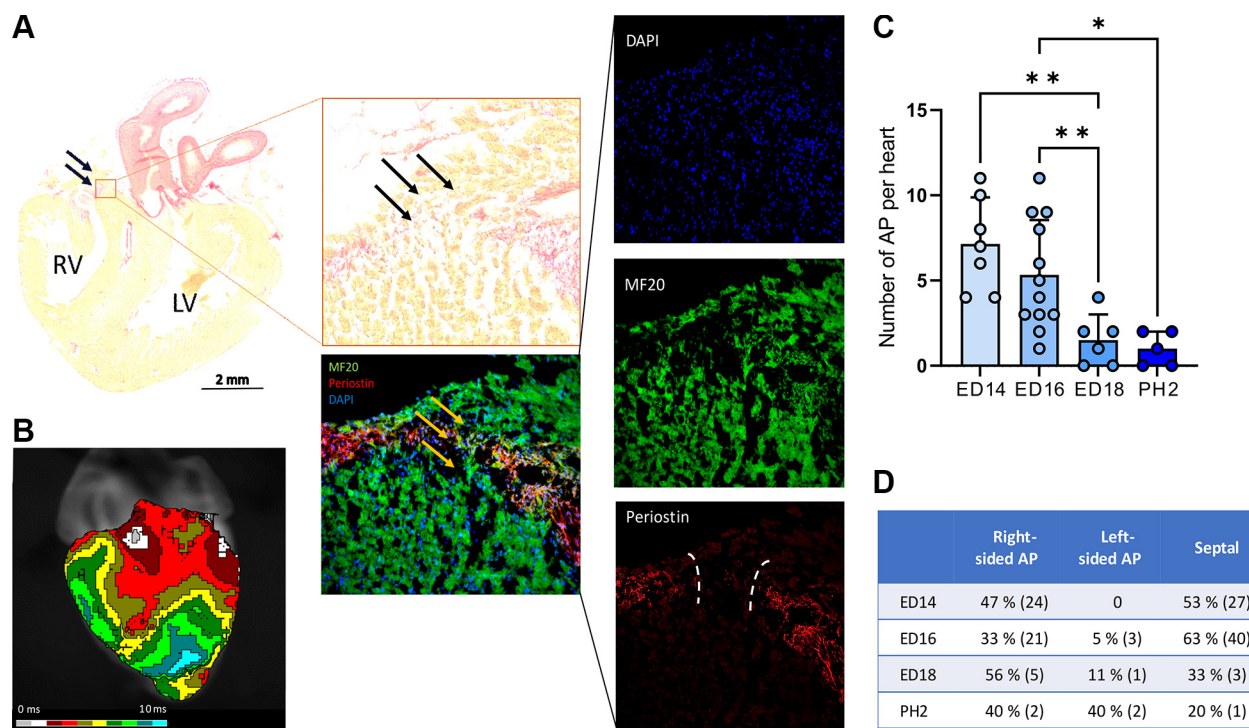 A
RV
LV
2 mm
MF20
Periostin
DAPI
DAPI
MF20
Periostin
B
0 ms
10 ms
C
Number of AP per heart
15
10
5
0
*
* *
* *
ED14 ED16 ED18 PH2
D
Right-sided AP Left-sided AP Septal
ED14 47 % (24) 0 53 % (27)
ED16 33 % (21) 5 % (3) 63 % (40)
ED18 56 % (5) 11 % (1) 33 % (3)
PH2 40 % (2) 40 % (2) 20 % (1)